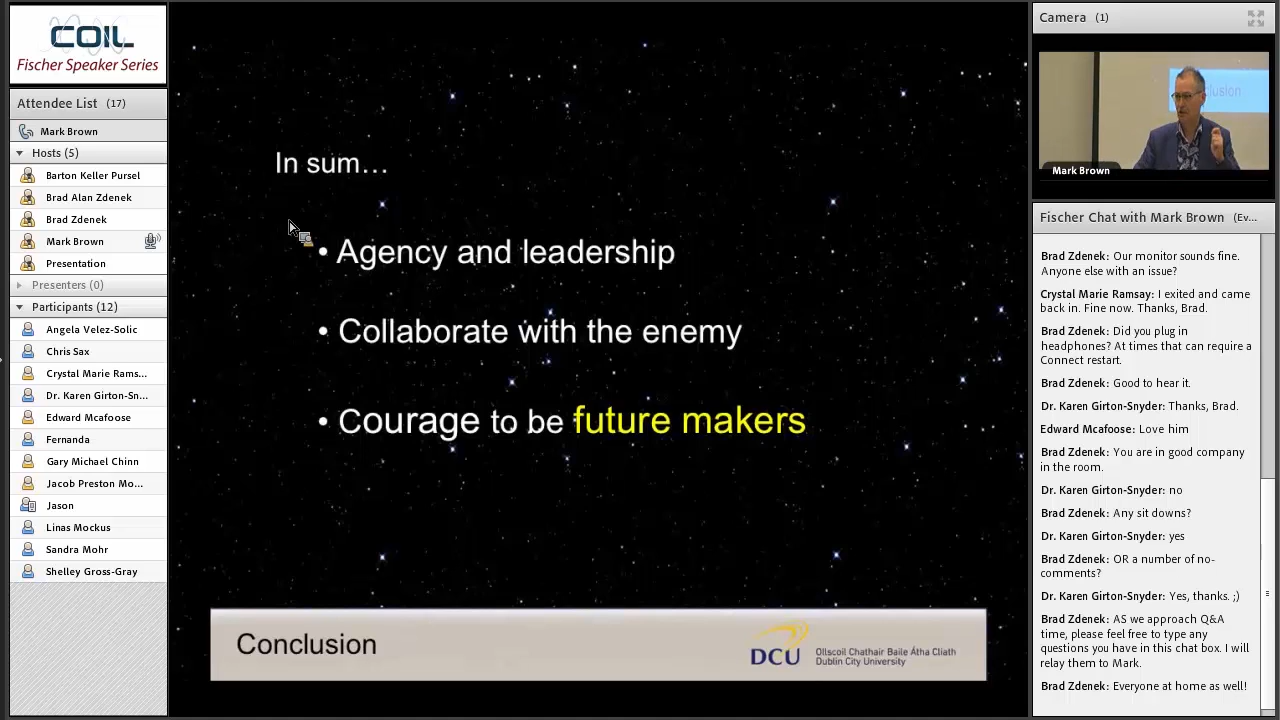 COIL
Fischer Speaker Series
Attendee List (17)
Mark Brown
Hosts (5)
Barton Keller Pursel
Brad Alan Zdenek
Brad Zdenek
Mark Brown
Presentation
Presenters (0)
Participants (12)
Angela Velez-Solic
Chris Sax
Crystal Marie Rams...
Dr. Karen Girton-Sn...
Edward Mcafoose
Fernanda
Gary Michael Chinn
Jacob Preston Mo...
Jason
Linas Mockus
Sandra Mohr
Shelley Gross-Gray
In sum...
• Agency and leadership
• Collaborate with the enemy
• Courage to be future makers
Conclusion
DCU
Ollscoil Chathair Baile Átha Cliath
Dublin City University
Camera (1)
Mark Brown
Fischer Chat with Mark Brown (Ev...
Brad Zdenek: Our monitor sounds fine.
Anyone else with an issue?
Crystal Marie Ramsay: I exited and came
back in. Fine now. Thanks, Brad.
Brad Zdenek: Did you plug in
headphones? At times that can require a
Connect restart.
Brad Zdenek: Good to hear it.
Dr. Karen Girton-Snyder: Thanks, Brad.
Edward Mcafoose: Love him
Brad Zdenek: You are in good company
in the room.
Dr. Karen Girton-Snyder: no
Brad Zdenek: Any sit downs?
Dr. Karen Girton-Snyder: yes
Brad Zdenek: OR a number of no-
comments?
Dr. Karen Girton-Snyder: Yes, thanks. ;)
Brad Zdenek: AS we approach Q&A
time, please feel free to type any
questions you have in this chat box. I will
relay them to Mark.
Brad Zdenek: Everyone at home as well!